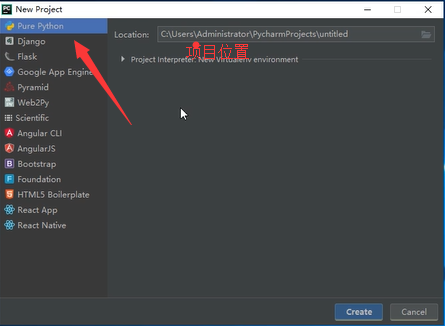 New Project
Pure Python
Django
Flask
Google App Engine
Pyramid
Web2Py
Scientific
Angular CLI
AngularJS
Bootstrap
Foundation
HTML5 Boilerplate
React App
React Native
Location: C:\Users\Administrator\PycharmProjects\untitled
项目位置
Project Interpreter: New Virtualenv environment
Create
Cancel